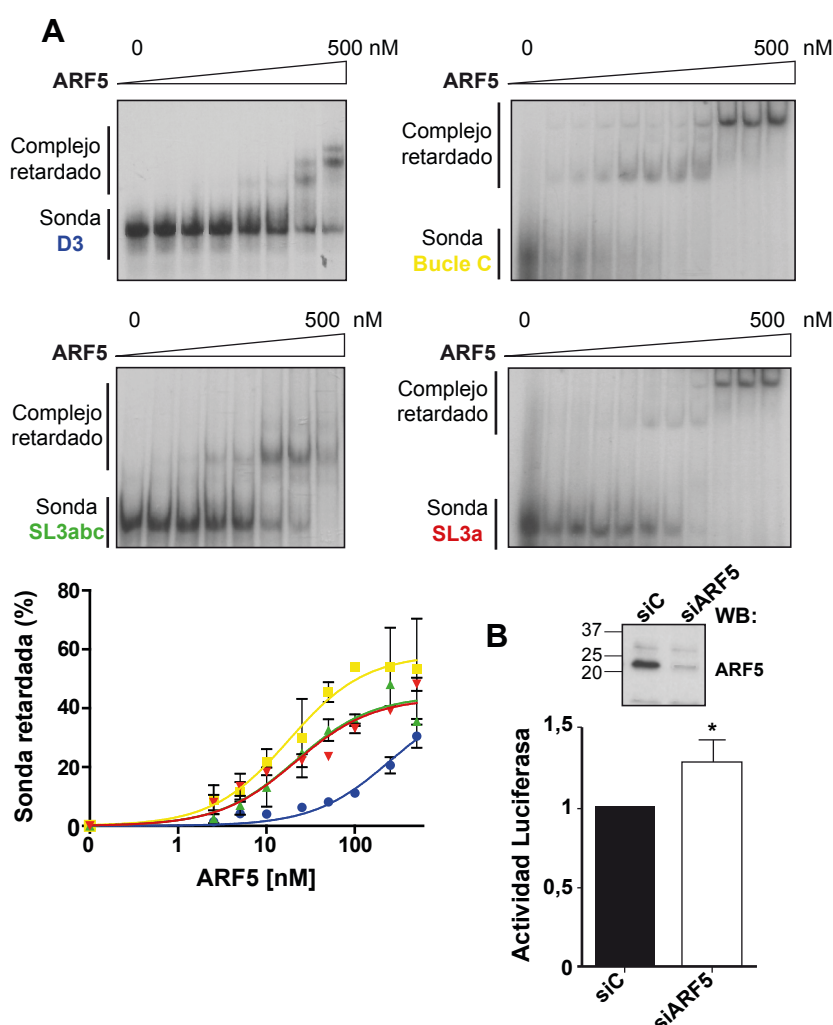 A
0 500 nM
ARF5
Complejo
retardado
Sonda
D3
0 500 nM
ARF5
Complejo
retardado
Sonda
Bucle C
0 500 nM
ARF5
Complejo
retardado
Sonda
SL3abc
0 500 nM
ARF5
Complejo
retardado
Sonda
SL3a
Sonda retardada (%)
80
60
40
20
0
0 1 10 100
ARF5 [nM]
B
siC siARF5 WB:
37
25
20
ARF5
Actividad Luciferasa
1,5
1
0,5
0
*
siC siARF5